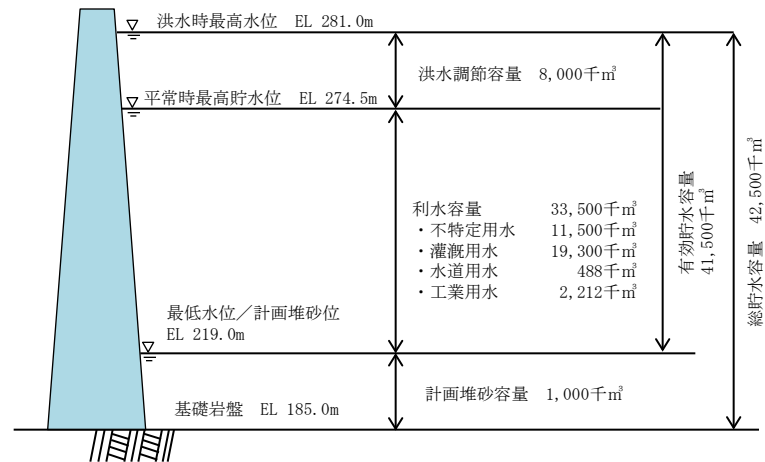 洪水時最高水位 EL 281.0m
洪水調節容量 8,000千㎥
平常時最高貯水位 EL 274.5m
利水容量 33,500千㎥
・不特定用水 11,500千㎥
・灌漑用水 19,300千㎥
・水道用水 488千㎥
・工業用水 2,212千㎥
有効貯水容量
41,500千㎥
総貯水容量 42,500千㎥
最低水位／計画堆砂位
EL 219.0m
計画堆砂容量 1,000千㎥
基礎岩盤 EL 185.0m